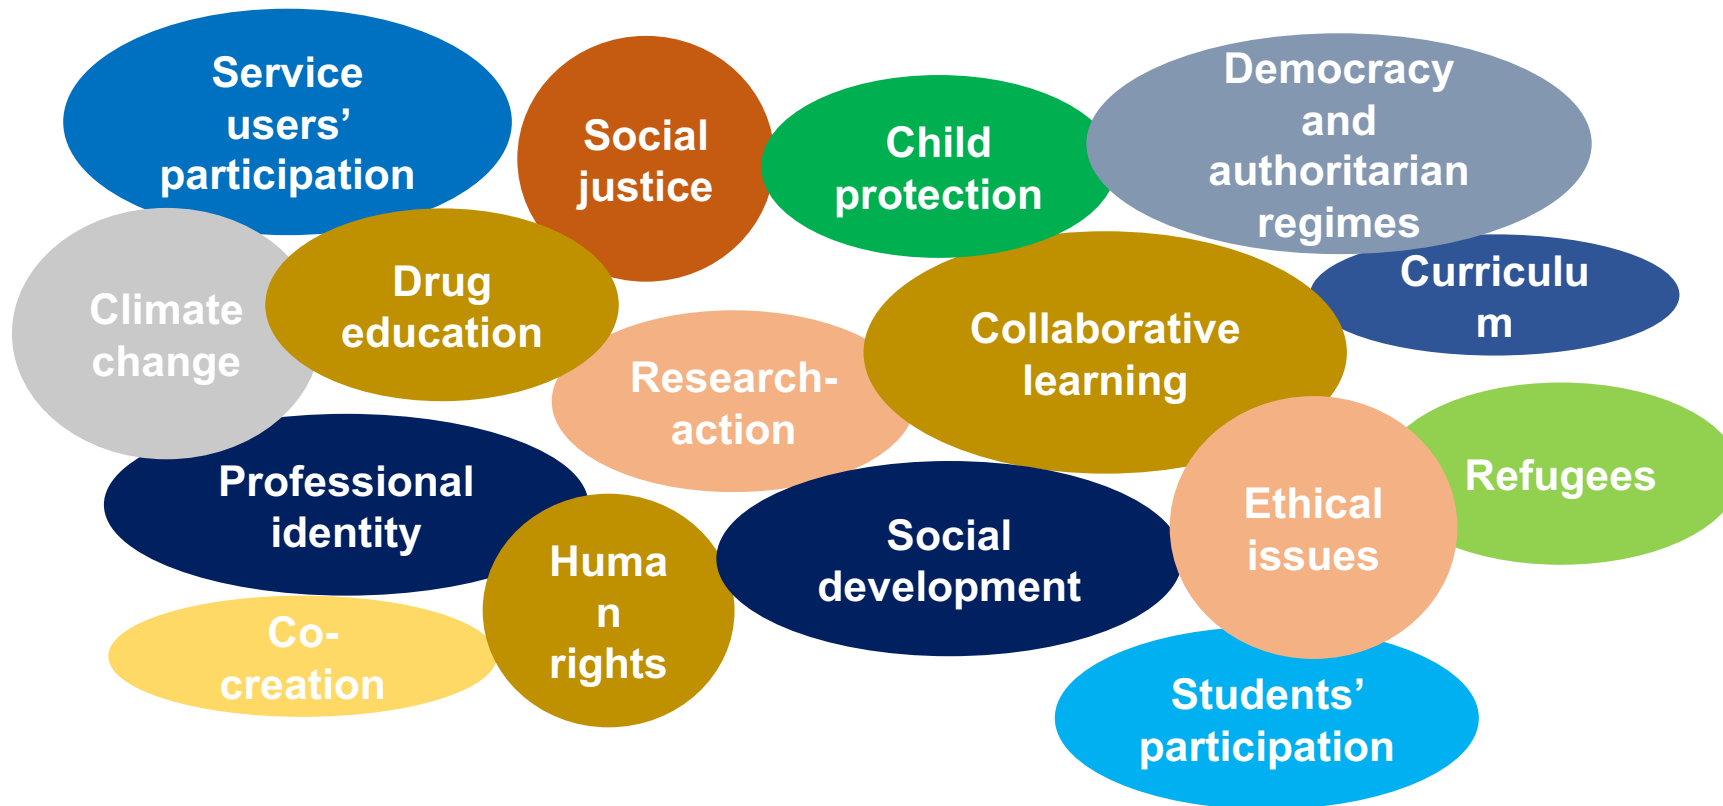 Service
users’
participation
Social
justice
Child
protection
Democracy
and
authoritarian
regimes
Climate
change
Drug
education
Research-
action
Collaborative
learning
Curriculu
m
Professional
identity
Huma
n
rights
Social
development
Ethical
issues
Refugees
Co-
creation
Students’
participation